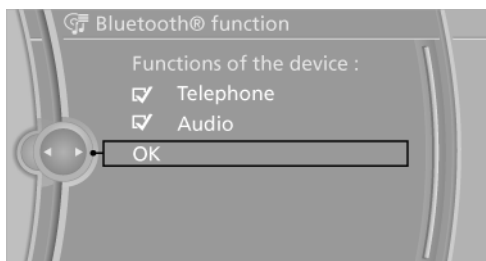 Bluetooth® function
Functions of the device :
Telephone
Audio
OK